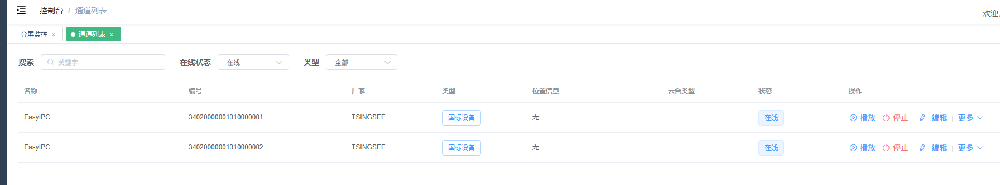 控制台 / 通道列表
欢迎
分屏监控 × 通道列表 ×
搜索 关键字 在线状态 在线 类型 全部
名称 编号 厂家 类型 位置信息 云台类型 状态 操作
EasyIPC 34020000001310000001 TSINGSEE 国标设备 无 在线 播放 停止 编辑 更多
EasyIPC 34020000001310000002 TSINGSEE 国标设备 无 在线 播放 停止 编辑 更多